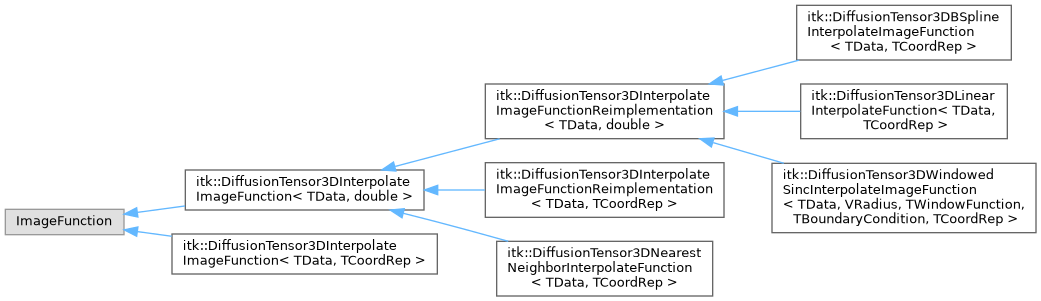 ImageFunction
itk::DiffusionTensor3DInterpolate
ImageFunction< TData, double >
itk::DiffusionTensor3DInterpolate
ImageFunction< TData, TCoordRep >
itk::DiffusionTensor3DInterpolate
ImageFunctionReimplementation
< TData, double >
itk::DiffusionTensor3DInterpolate
ImageFunctionReimplementation
< TData, TCoordRep >
itk::DiffusionTensor3DNearest
NeighborInterpolateFunction
< TData, TCoordRep >
itk::DiffusionTensor3DBSpline
InterpolateImageFunction
< TData, TCoordRep >
itk::DiffusionTensor3DLinear
InterpolateFunction< TData,
TCoordRep >
itk::DiffusionTensor3DWindowed
SincInterpolateImageFunction
< TData, VRadius, TWindowFunction,
TBoundaryCondition, TCoordRep >